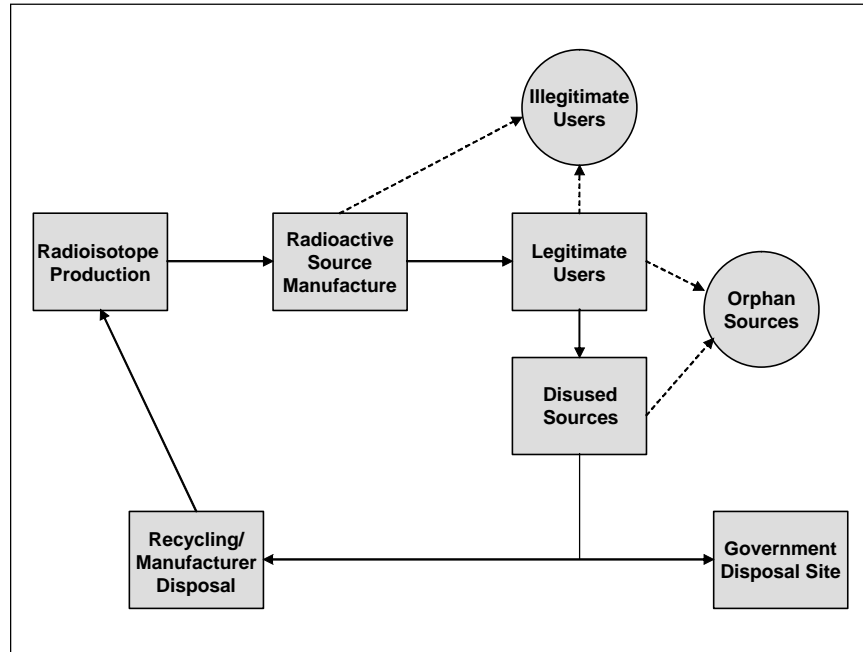 Illegitimate
Users
Radioisotope
Production
Radioactive
Source
Manufacture
Legitimate
Users
Orphan
Sources
Disused
Sources
Recycling/
Manufacturer
Disposal
Government
Disposal Site